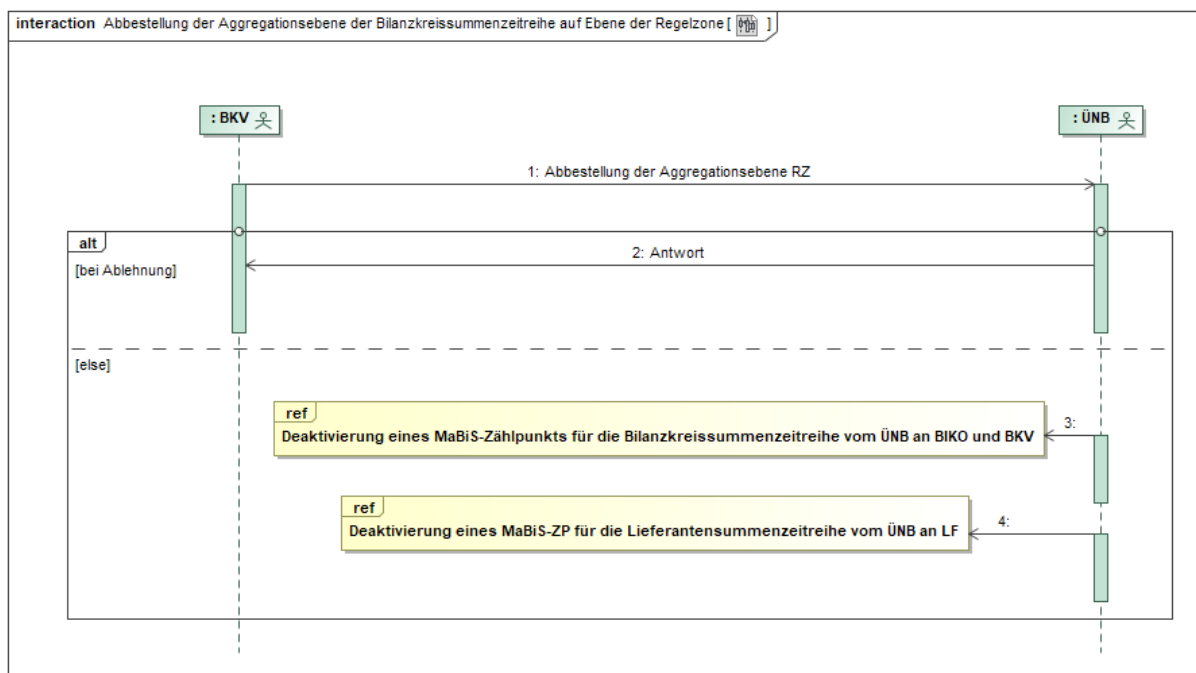 interaction Abbestellung der Aggregationsebene der Bilanzkreissummenzeitreihe auf Ebene der Regelzone [ ]
: BKV
: ÜNB
1: Abbestellung der Aggregationsebene RZ
alt
2: Antwort
[bei Ablehnung]
[else]
ref
3:
Deaktivierung eines MaBiS-Zählpunkts für die Bilanzkreissummenzeitreihe vom ÜNB an BIKO und BKV
ref
4:
Deaktivierung eines MaBiS-ZP für die Lieferantensummenzeitreihe vom ÜNB an LF